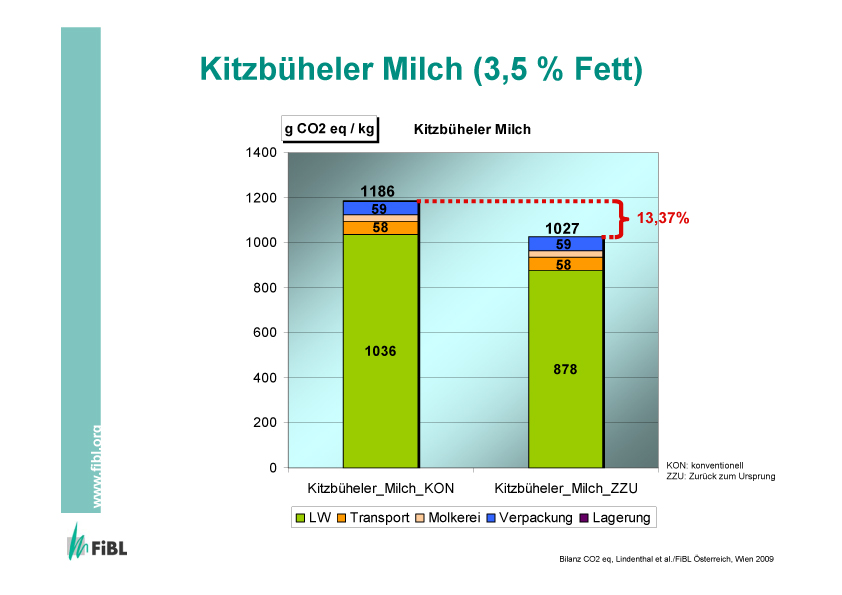 Kitzbüheler Milch (3,5 % Fett)
g CO2 eq / kg
Kitzbüheler Milch
1400
1200
1000
800
600
400
200
0
1186
59
58
1036
1027
59
58
878
13,37%
Kitzbüheler_Milch_KON
Kitzbüheler_Milch_ZZU
KON: konventionell
ZZU: Zurück zum Ursprung
LW Transport Molkerei Verpackung Lagerung
www.fibl.org
FiBL
Bilanz CO2 eq, Lindenthal et al./FiBL Österreich, Wien 2009